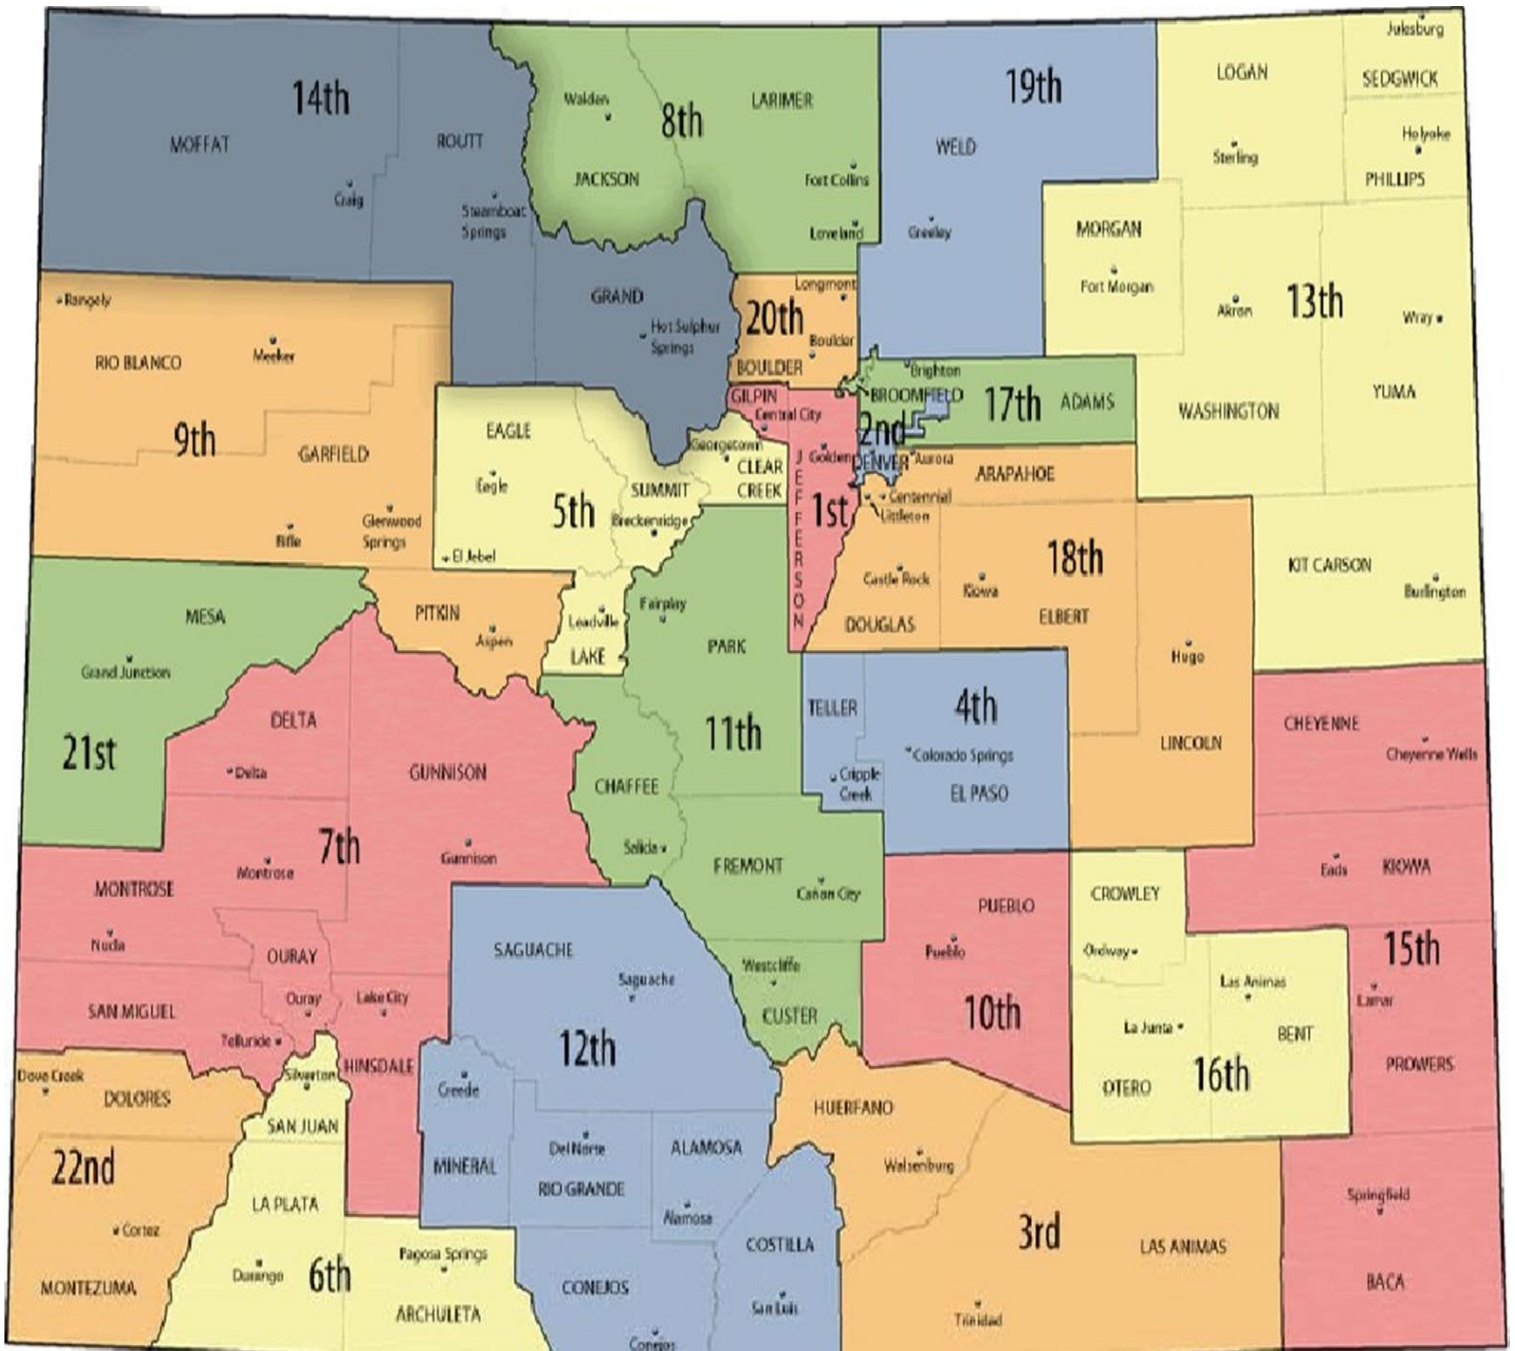 Julesburg
LOGAN
SEDGWICK
14th
19th
Walden
LARIMER
8th
Holyoke
MOFFAT
ROUTT
WELD
Sterling
JACKSON
Fort Collins
PHILLIPS
Craig
Steamboat
Springs
Loveland
Greeley
MORGAN
Fort Morgan
Rangely
GRAND
Longmont
20th
Akron
13th
Wray
Hot Sulphur
Springs
Boulder
RIO BLANCO
Meeker
BOULDER
Brighton
GILPIN
BROOMFIELD
17th
ADAMS
YUMA
Central City
WASHINGTON
9th
EAGLE
2nd
GARFIELD
Georgetown
Golden
DENVER
Aurora
CLEAR
CREEK
ARAPAHOE
Eagle
SUMMIT
JEFFERSON
Centennial
5th
1st
Littleton
Glenwood
Springs
Breckenridge
Rifle
El Jebel
18th
KIT CARSON
Castle Rock
Kiowa
Burlington
MESA
PITKIN
Leadville
Fairplay
DOUGLAS
ELBERT
Aspen
LAKE
PARK
Hugo
Grand Junction
DELTA
TELLER
4th
21st
11th
CHEYENNE
Delta
GUNNISON
Colorado Springs
LINCOLN
Cheyenne Wells
CHAFFEE
Cripple
Creek
EL PASO
7th
Gunnison
Salida
Montrose
FREMONT
Eads
KIOWA
MONTROSE
Cañon City
CROWLEY
PUEBLO
Nucla
OURAY
SAGUACHE
Pueblo
Ordway
15th
Westcliffe
Saguache
Las Animas
SAN MIGUEL
Ouray
Lake City
CUSTER
10th
Lamar
La Junta
BENT
Telluride
12th
HINSDALE
PROWERS
Dove Creek
Silverton
Creede
OTERO
16th
DOLORES
HUERFANO
SAN JUAN
Del Norte
ALAMOSA
22nd
MINERAL
Walsenburg
RIO GRANDE
Springfield
LA PLATA
Alamosa
Cortez
3rd
COSTILLA
LAS ANIMAS
Pagosa Springs
Durango
6th
MONTEZUMA
CONEJOS
BACA
San Luis
ARCHULETA
Trinidad
Conejos